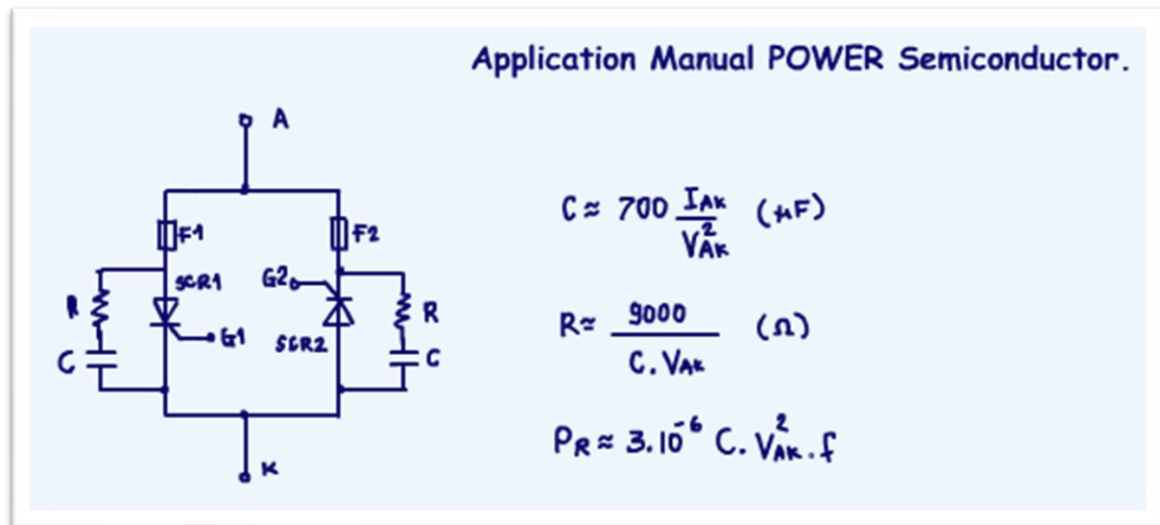 Application Manual POWER Semiconductor.
A
F1
F2
SCR1
G2
R
R
G1
SCR2
C
C
K
C ≈ 700 I_AK / V_AK^2 (μF)
R ≈ 9000 / C. V_AK (Ω)
P_R ≈ 3.10^-6 C. V_AK^2 . f